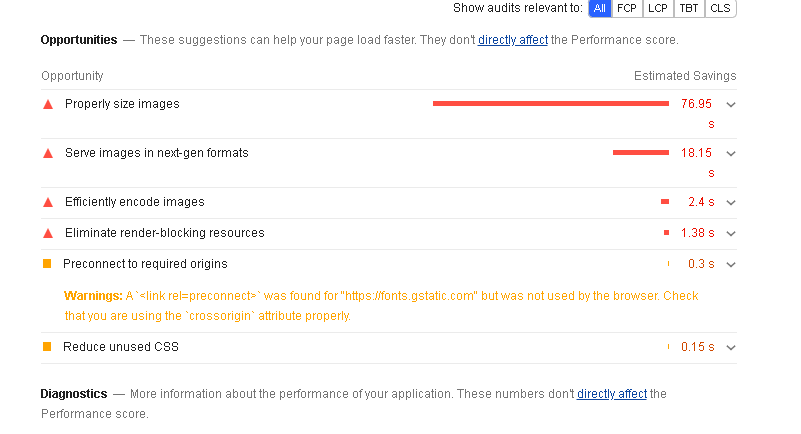 Show audits relevant to: All FCP LCP TBT CLS
Opportunities — These suggestions can help your page load faster. They don't directly affect the Performance score.
Opportunity Estimated Savings
Properly size images 76.95 s
Serve images in next-gen formats 18.15 s
Efficiently encode images 2.4 s
Eliminate render-blocking resources 1.38 s
Preconnect to required origins 0.3 s
Warnings: A `<link rel=preconnect>` was found for "https://fonts.gstatic.com" but was not used by the browser. Check
that you are using the `crossorigin` attribute properly.
Reduce unused CSS 0.15 s
Diagnostics — More information about the performance of your application. These numbers don't directly affect the
Performance score.